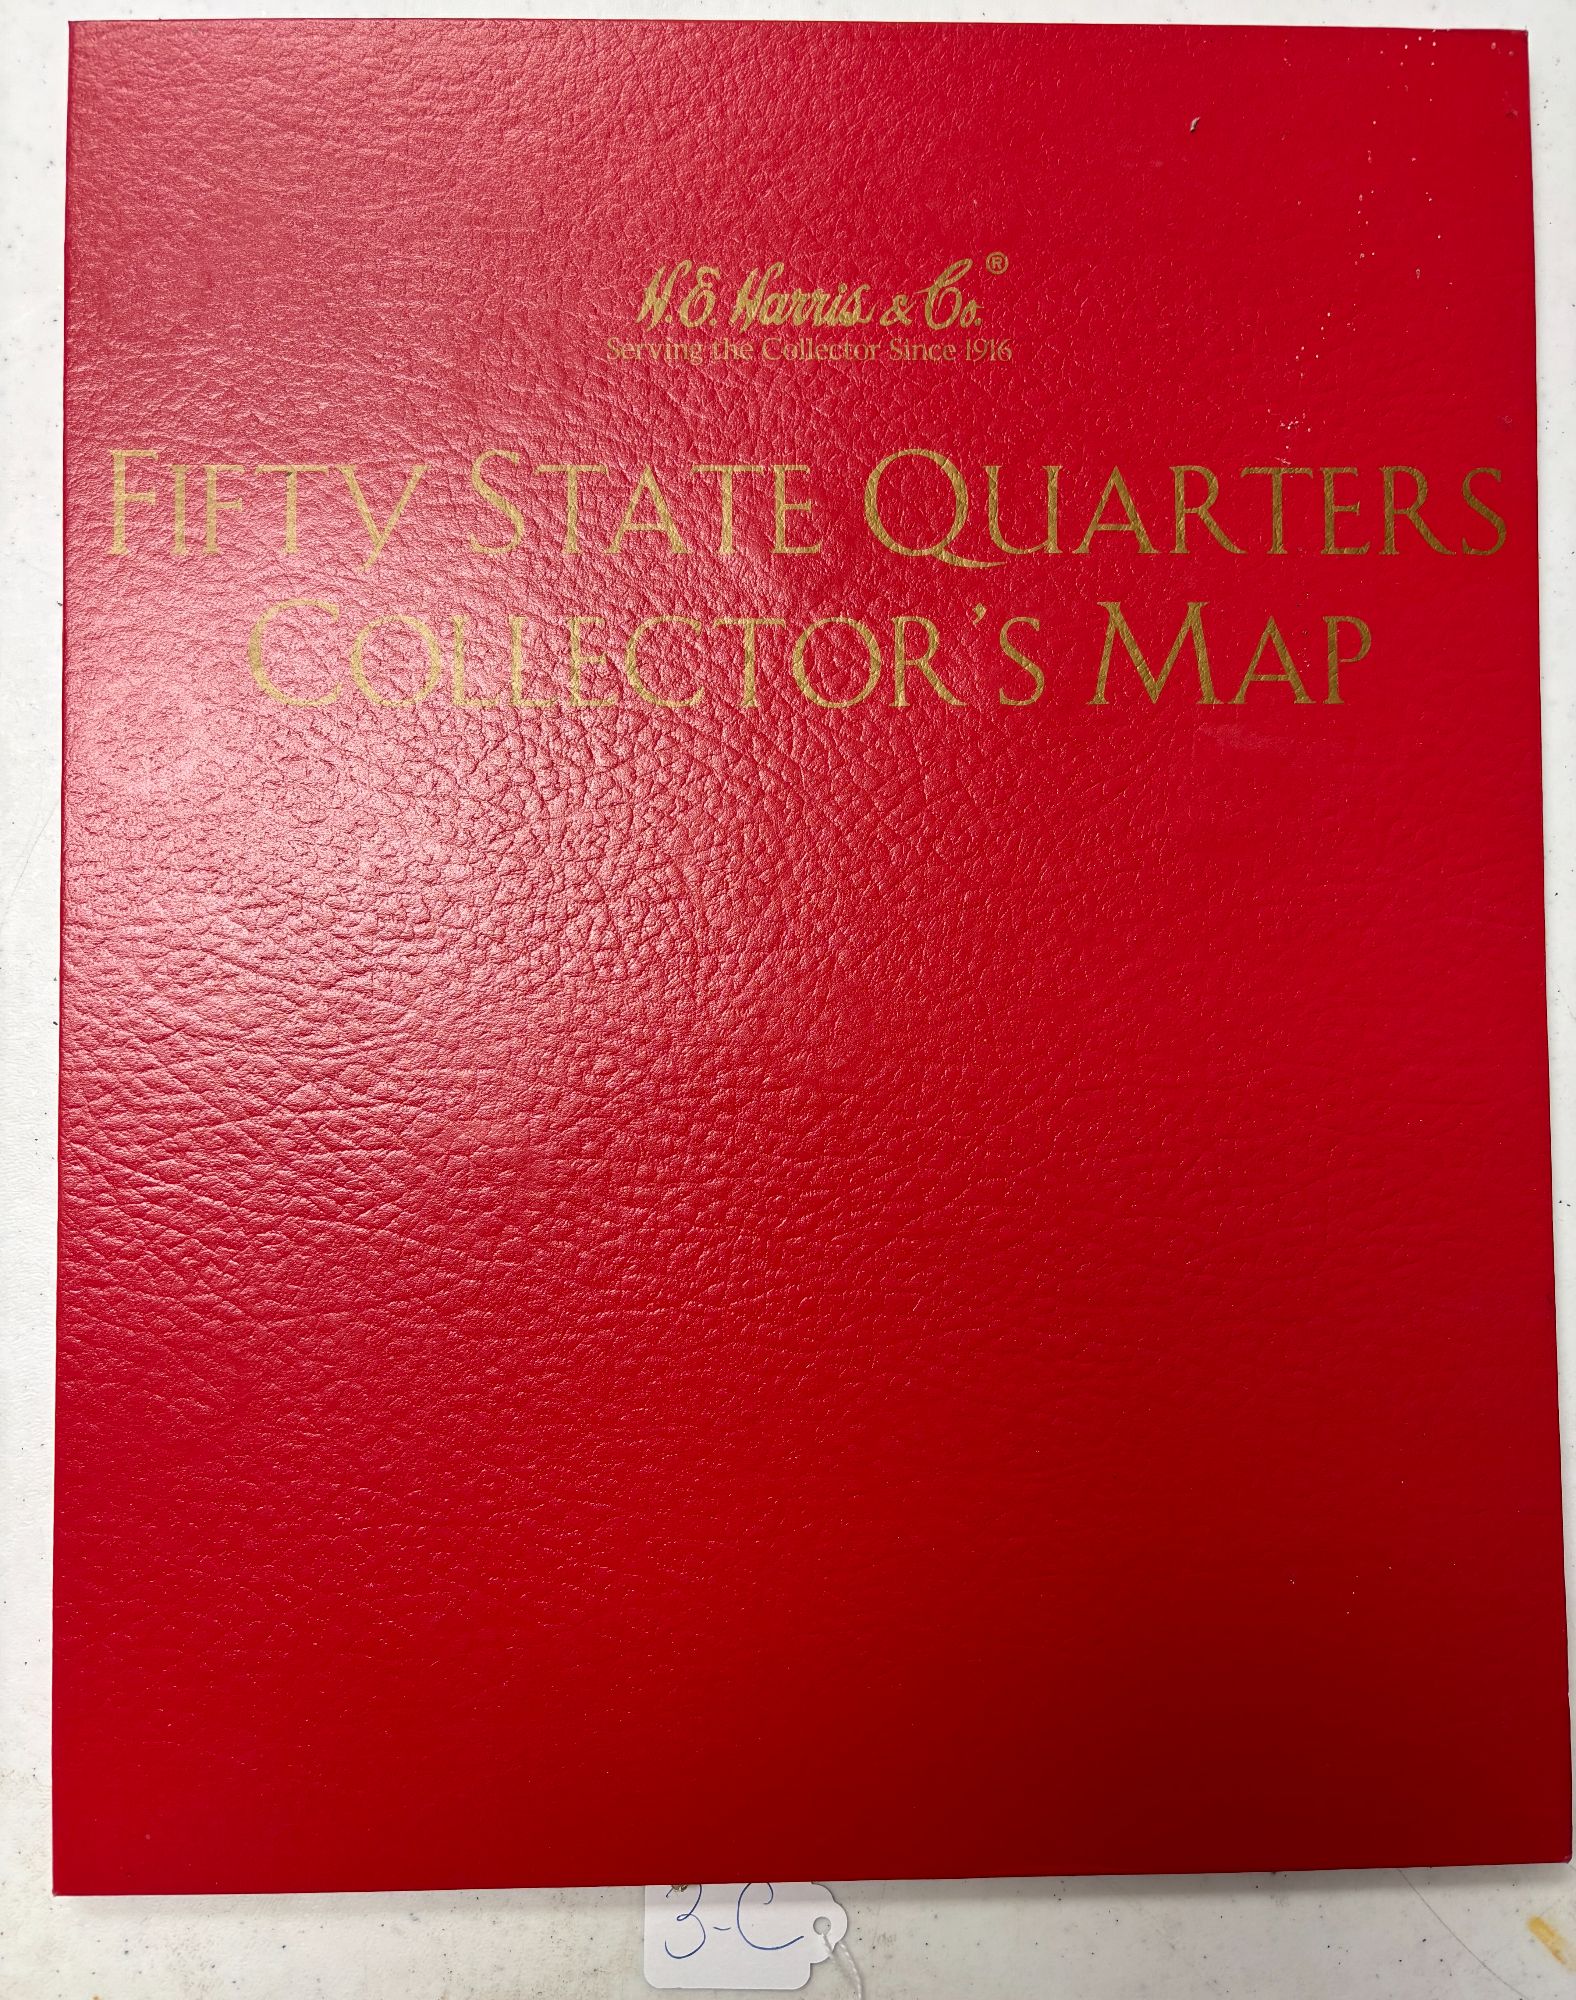 H.E. Harris & Co.®
Serving the Collector Since 1916
FIFTY STATE QUARTERS
COLLECTOR'S MAP
3-C